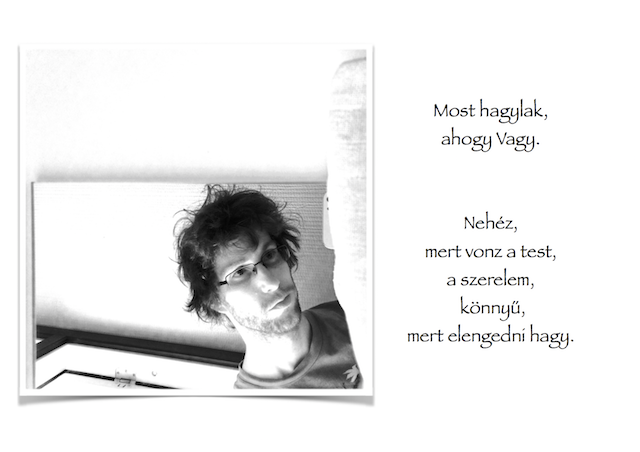 Most hagylak,
ahogy Vagy.
Nehéz,
mert vonz a test,
a szerelem,
könnyű,
mert elengedni hagy.